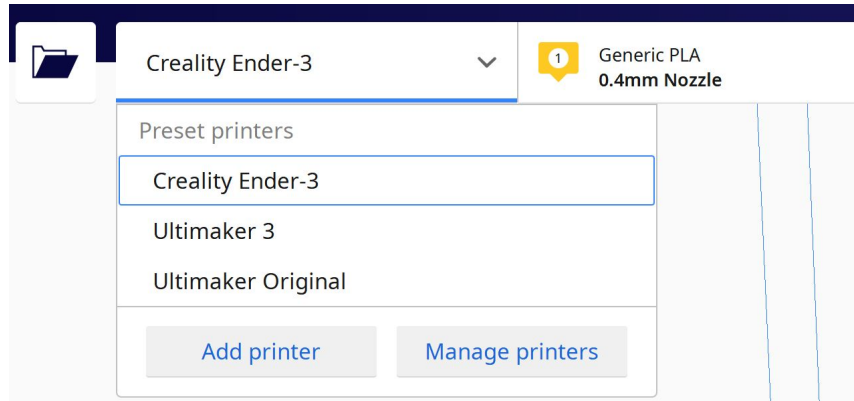 Creality Ender-3
1
Generic PLA
0.4mm Nozzle
Preset printers
Creality Ender-3
Ultimaker 3
Ultimaker Original
Add printer
Manage printers